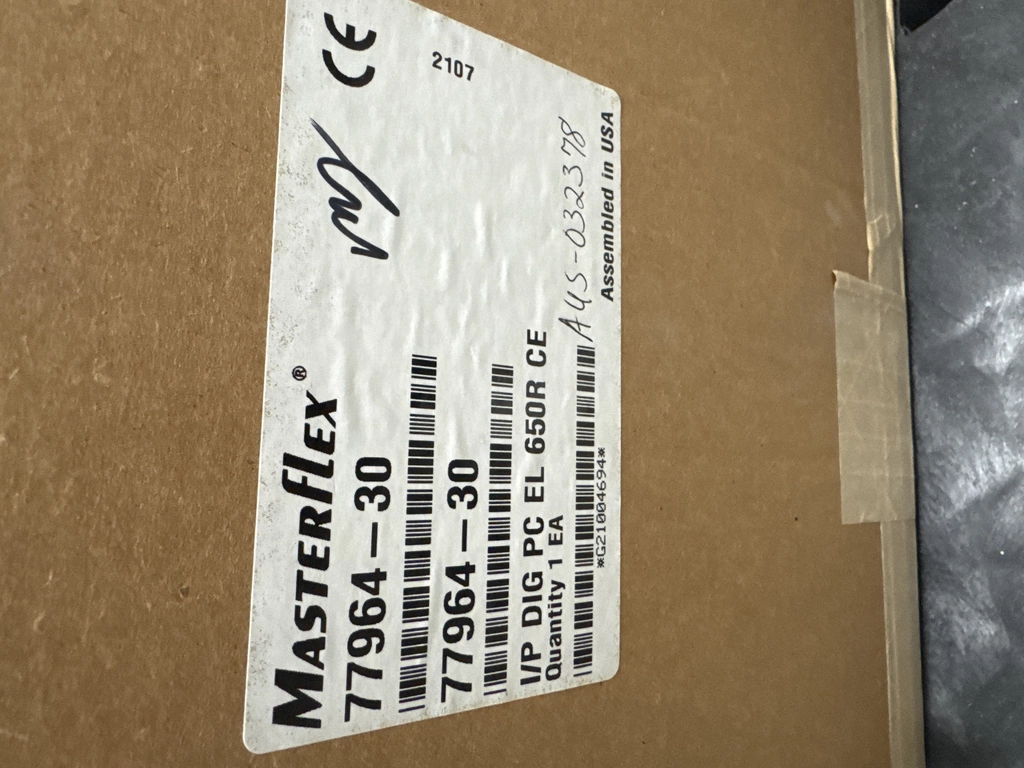 MASTERFLEX®
CE
77964-30
2107
77964-30
I/P DIG PC EL 650R CE
Quantity 1 EA
AUS-032378
*G21004694*
Assembled in USA